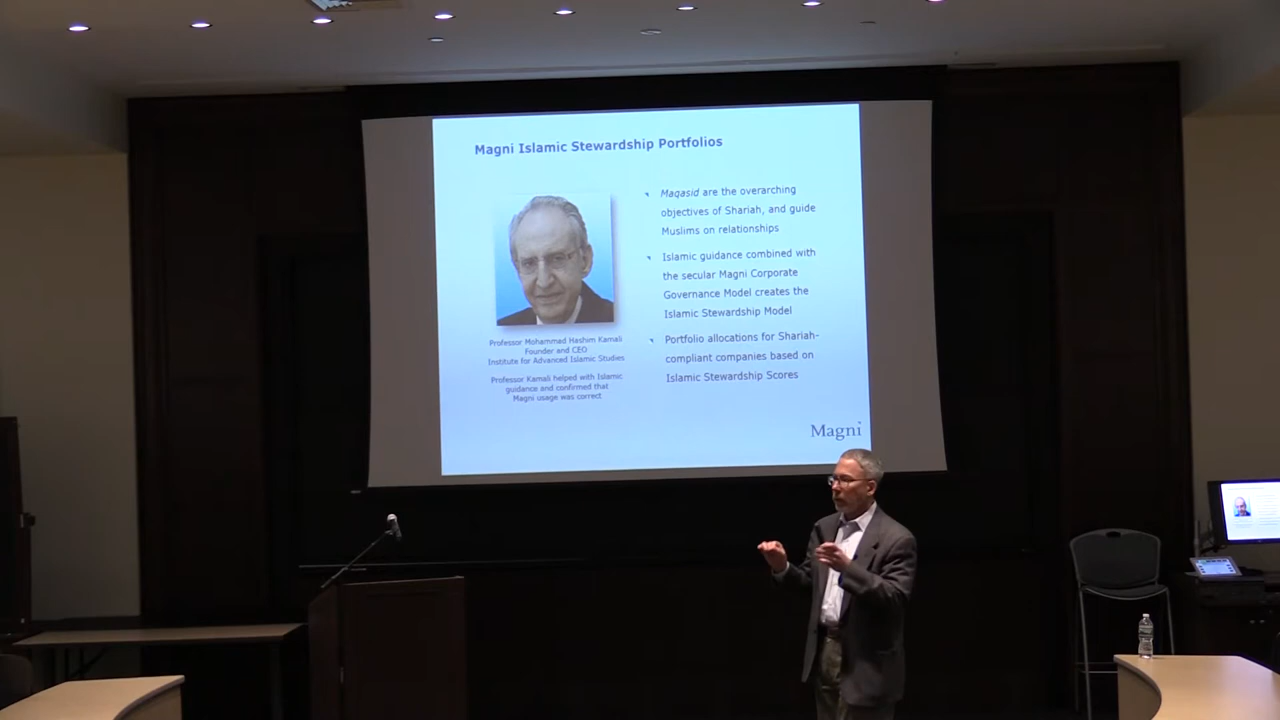 Magni Islamic Stewardship Portfolios
Professor Mohammad Hashim Kamali
Founder and CEO
Institute for Advanced Islamic Studies
Professor Kamali helped with Islamic
guidance and confirmed that
Magni usage was correct
Maqasid are the overarching
objectives of Shariah, and guide
Muslims on relationships
Islamic guidance combined with
the secular Magni Corporate
Governance Model creates the
Islamic Stewardship Model
Portfolio allocations for Shariah-
compliant companies based on
Islamic Stewardship Scores
Magni